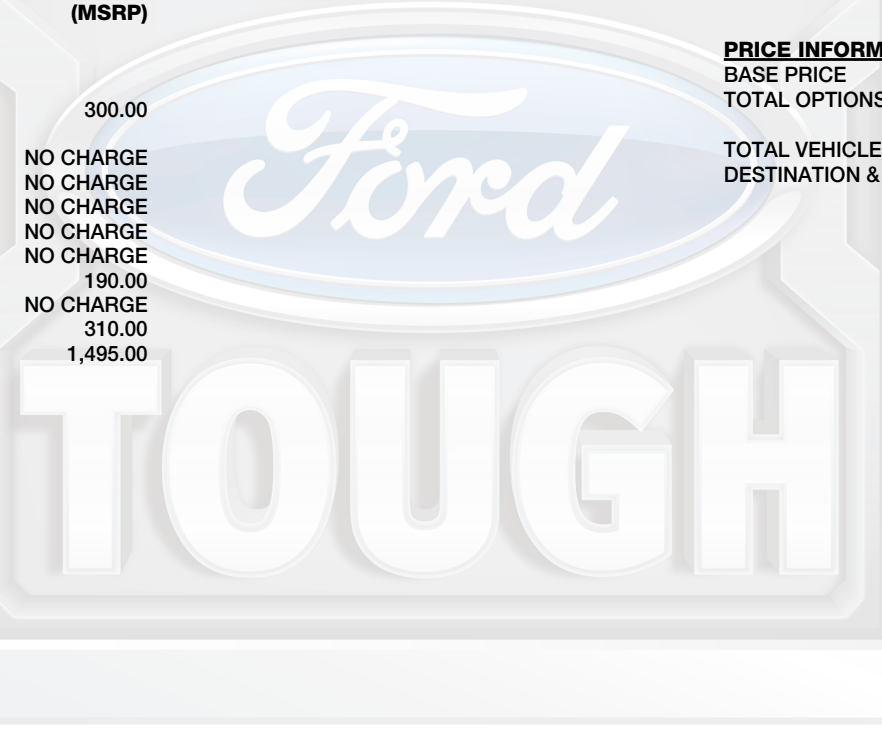 (MSRP)
300.00
NO CHARGE
NO CHARGE
NO CHARGE
NO CHARGE
NO CHARGE
190.00
NO CHARGE
310.00
1,495.00
PRICE INFORM
BASE PRICE
TOTAL OPTIONS
TOTAL VEHICLE
DESTINATION &
Ford
TOUGH